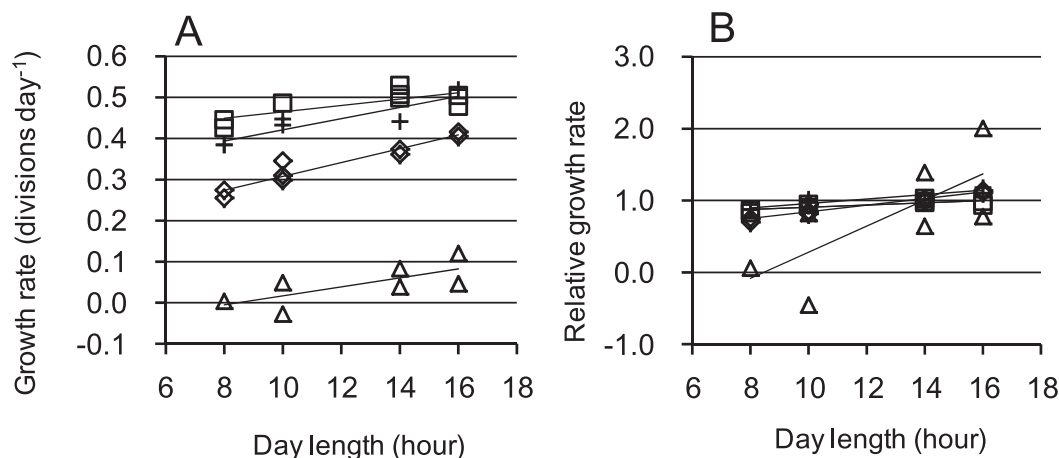 A
0.6
0.5
0.4
0.3
0.2
0.1
0.0
-0.1
6 8 10 12 14 16 18
Growth rate (divisions day-1)
Day length (hour)
B
3.0
2.0
1.0
0.0
-1.0
6 8 10 12 14 16 18
Relative growth rate
Day length (hour)